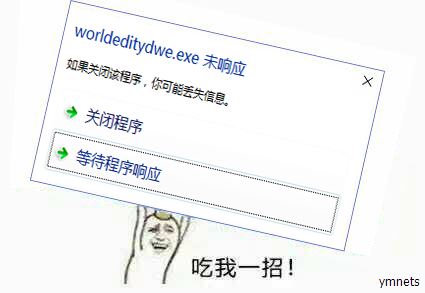 worldeditydwe.exe 未响应
如果关闭该程序，你可能丢失信息。
关闭程序
等待程序响应
吃我一招！
ymnets